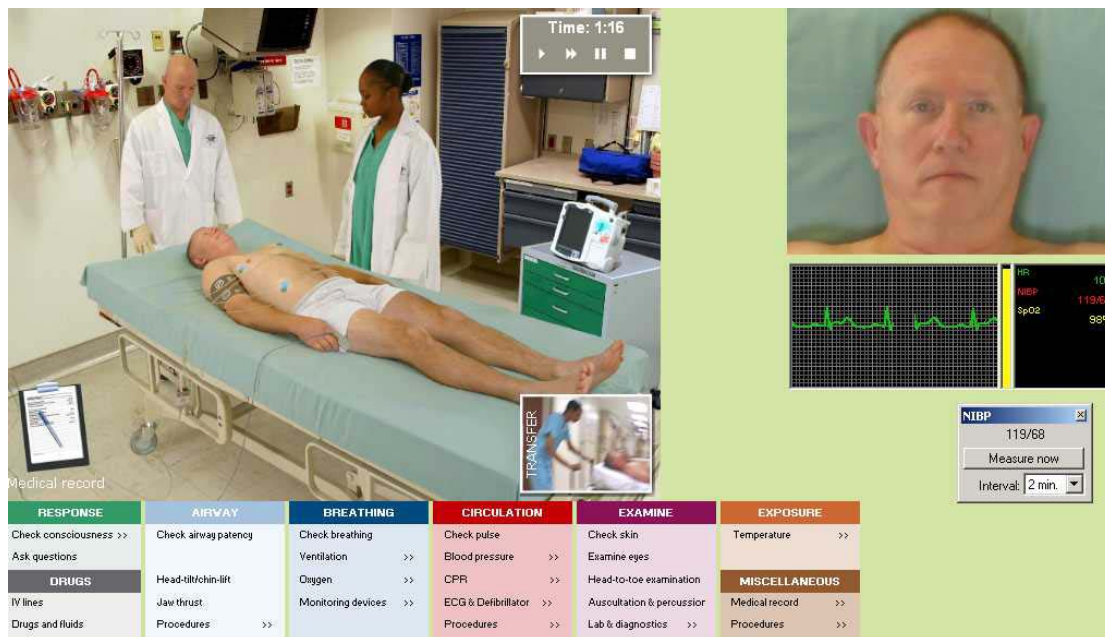 Time: 1:16
HR
NIBP
119/6
SpO2
98
TRANSFER
Medical record
NIBP
119/68
Measure now
Interval: 2 min.
RESPONSE
Check consciousness >>
Ask questions
DRUGS
IV lines
Drugs and fluids
AIRWAY
Check airway patency
Head-tilt/chin-lift
Jaw thrust
Procedures >>
BREATHING
Check breathing
Ventilation >>
Oxygen >>
Monitoring devices >>
CIRCULATION
Check pulse
Blood pressure >>
CPR >>
ECG & Defibrillator >>
Procedures >>
EXAMINE
Check skin
Examine eyes
Head-to-toe examination
Auscultation & percussior
Lab & diagnostics >>
EXPOSURE
Temperature >>
MISCELLANEOUS
Medical record >>
Procedures >>